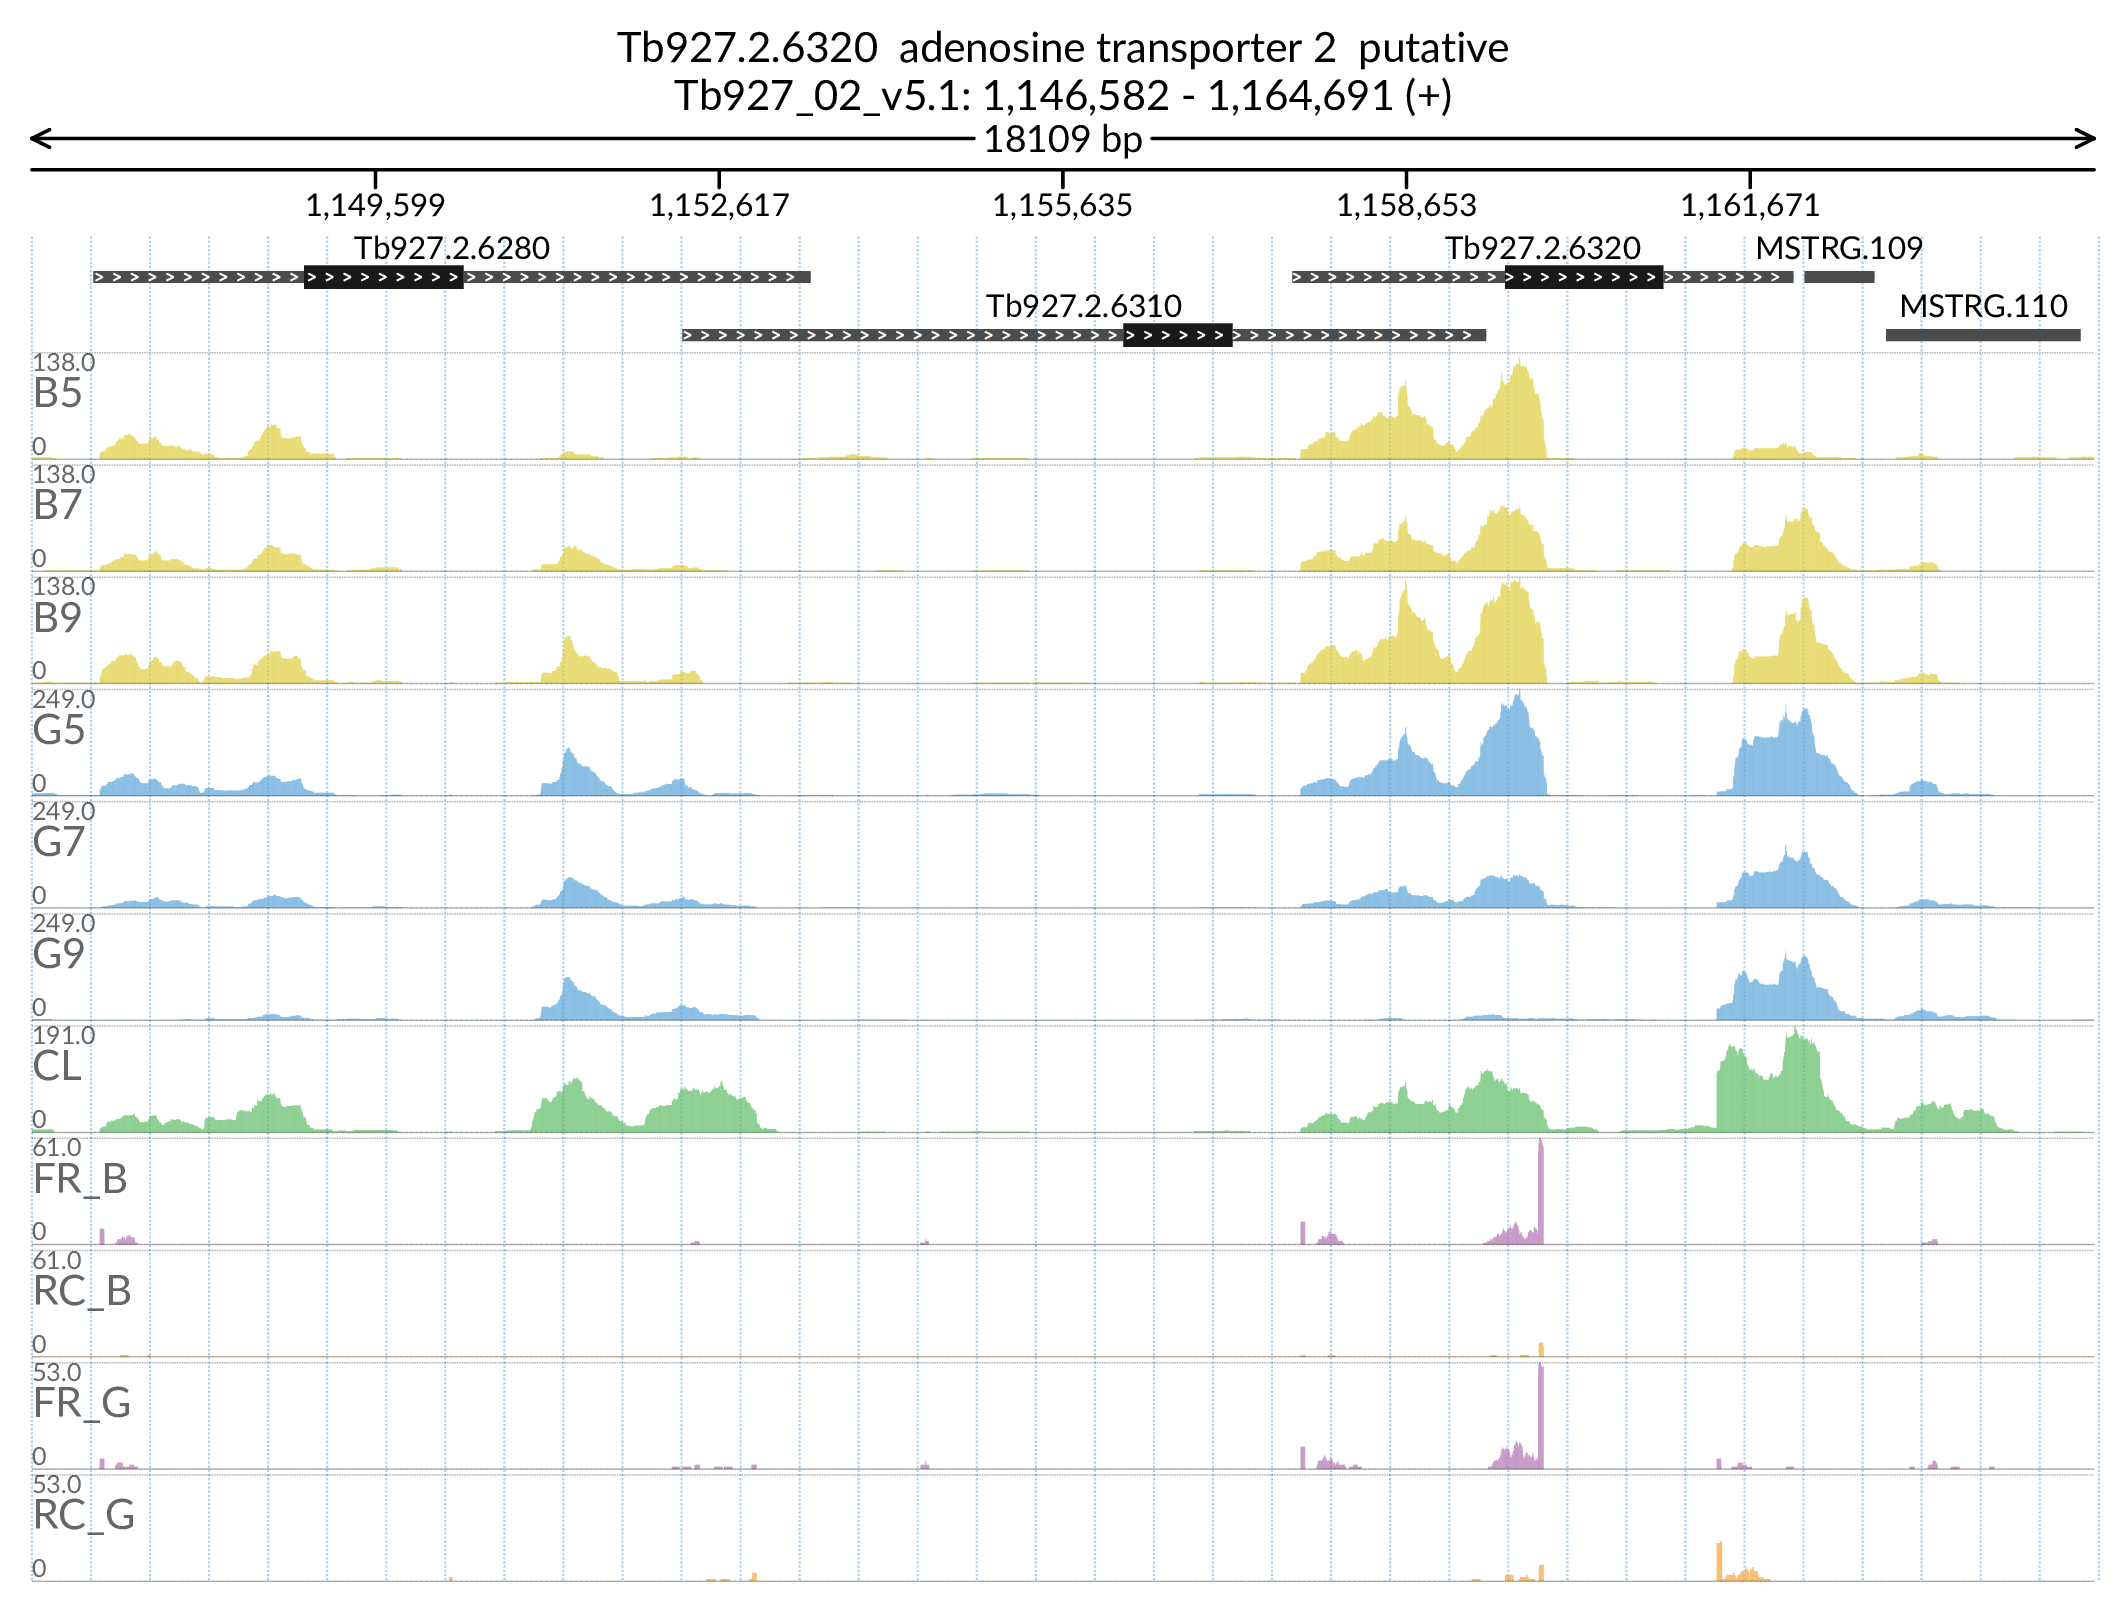 Tb927.2.6320  adenosine transporter 2  putative
Tb927_02_v5.1: 1,146,582 - 1,164,691 (+)
18109 bp
1,149,599 1,152,617 1,155,635 1,158,653 1,161,671
Tb927.2.6280 Tb927.2.6320 MSTRG.109
Tb927.2.6310 MSTRG.110
138.0
B5
0
138.0
B7
0
138.0
B9
0
249.0
G5
0
249.0
G7
0
249.0
G9
0
191.0
CL
0
61.0
FR_B
0
61.0
RC_B
0
53.0
FR_G
0
53.0
RC_G
0